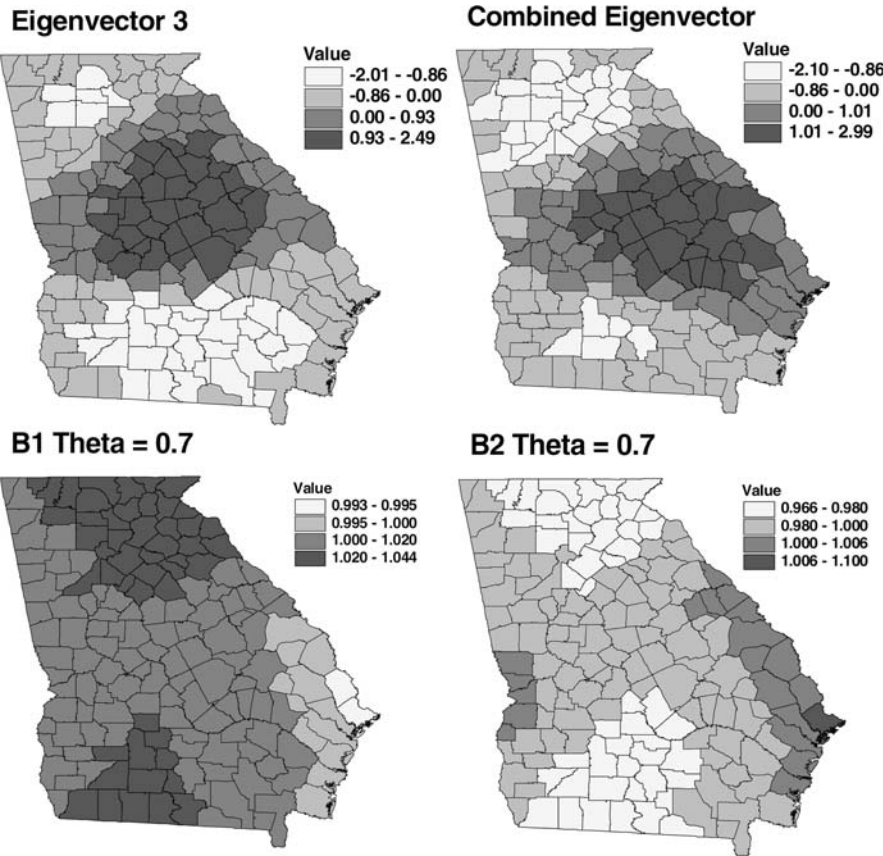 Eigenvector 3
Value
-2.01 - -0.86
-0.86 - 0.00
0.00 - 0.93
0.93 - 2.49
Combined Eigenvector
Value
-2.10 - -0.86
-0.86 - 0.00
0.00 - 1.01
1.01 - 2.99
B1 Theta = 0.7
Value
0.993 - 0.995
0.995 - 1.000
1.000 - 1.020
1.020 - 1.044
B2 Theta = 0.7
Value
0.966 - 0.980
0.980 - 1.000
1.000 - 1.006
1.006 - 1.100